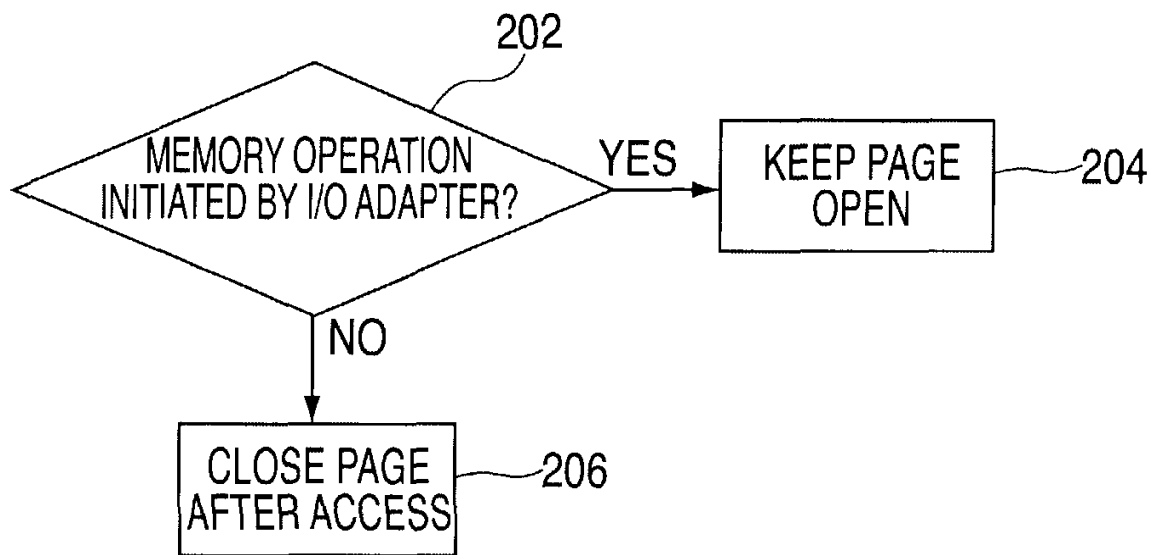 202
MEMORY OPERATION
INITIATED BY I/O ADAPTER?
YES
KEEP PAGE
OPEN
204
NO
CLOSE PAGE
AFTER ACCESS
206